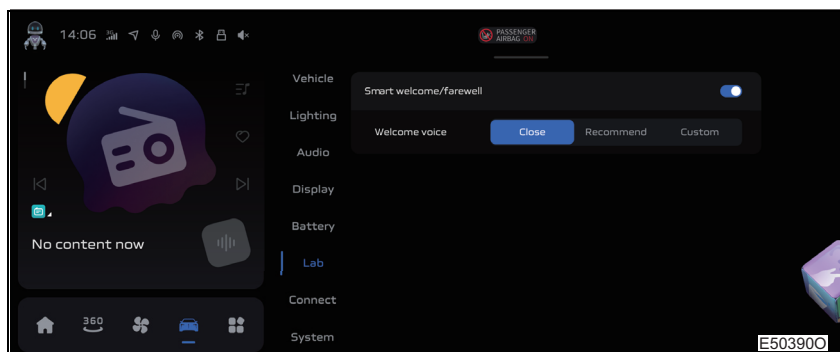 14:06 3G
PASSENGER
AIRBAG ON
Vehicle
Lighting
Audio
Display
Battery
Lab
Connect
System
Smart welcome/farewell
Welcome voice Close Recommend Custom
No content now
360
E50390O